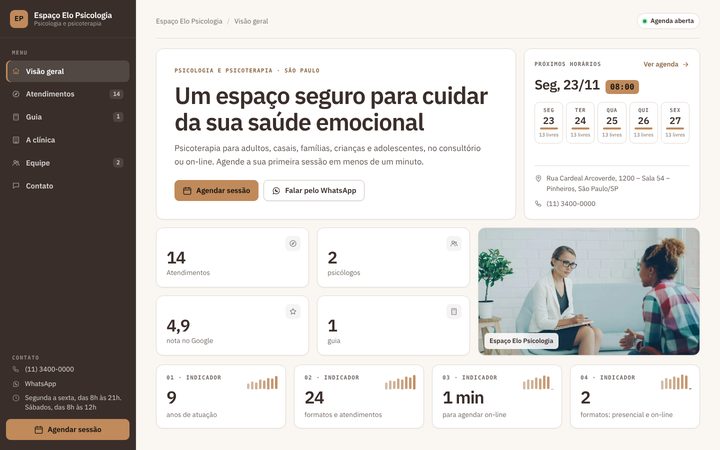 EP
Espaço Elo Psicologia
Psicologia e psicoterapia
MENU
Visão geral
Atendimentos 14
Guia 1
A clínica
Equipe 2
Contato
CONTATO
(11) 3400-0000
WhatsApp
Segunda a sexta, das 8h às 21h.
Sábados, das 8h às 12h
Agendar sessão
Espaço Elo Psicologia / Visão geral
Agenda aberta
PSICOLOGIA E PSICOTERAPIA · SÃO PAULO
Um espaço seguro para cuidar
da sua saúde emocional
Psicoterapia para adultos, casais, famílias, crianças e adolescentes, no consultório
ou on-line. Agende a sua primeira sessão em menos de um minuto.
Agendar sessão
Falar pelo WhatsApp
PRÓXIMOS HORÁRIOS
Ver agenda →
Seg, 23/11 08:00
SEG TER QUA QUI SEX
23 24 25 26 27
13 livres 13 livres 13 livres 13 livres 13 livres
Rua Cardeal Arcoverde, 1200 – Sala 54 –
Pinheiros, São Paulo/SP
(11) 3400-0000
14
Atendimentos
2
psicólogos
4,9
nota no Google
1
guia
Espaço Elo Psicologia
01 · INDICADOR
9
anos de atuação
02 · INDICADOR
24
formatos e atendimentos
03 · INDICADOR
1 min
para agendar on-line
04 · INDICADOR
2
formatos: presencial e on-line